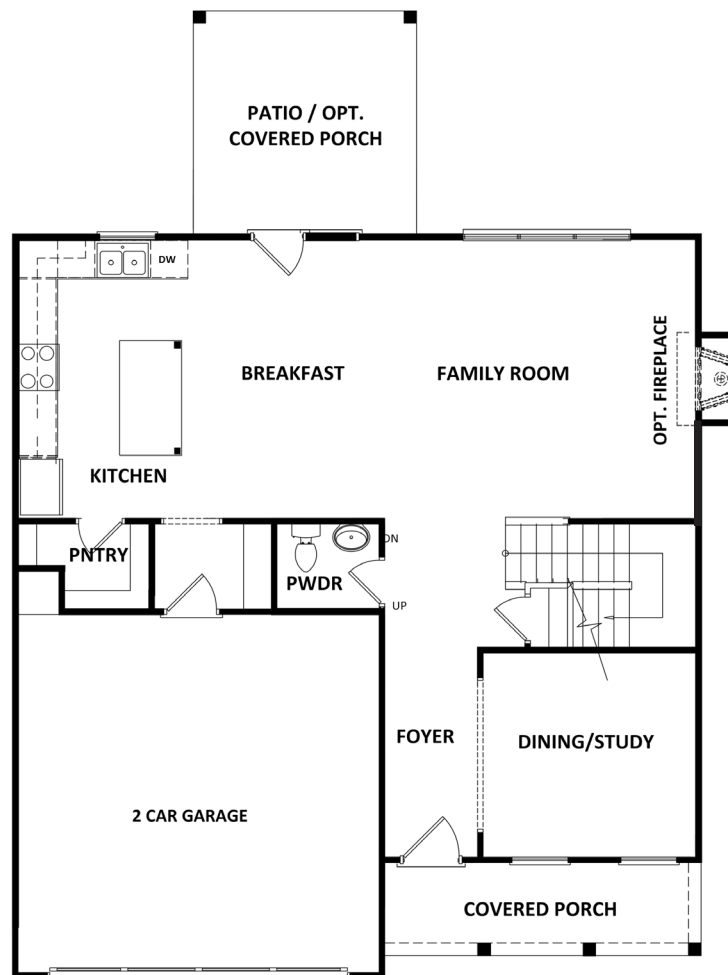 PATIO / OPT.
COVERED PORCH
DW
BREAKFAST
FAMILY ROOM
OPT. FIREPLACE
KITCHEN
PNTRY
PWDR
DN
UP
FOYER
DINING/STUDY
2 CAR GARAGE
COVERED PORCH